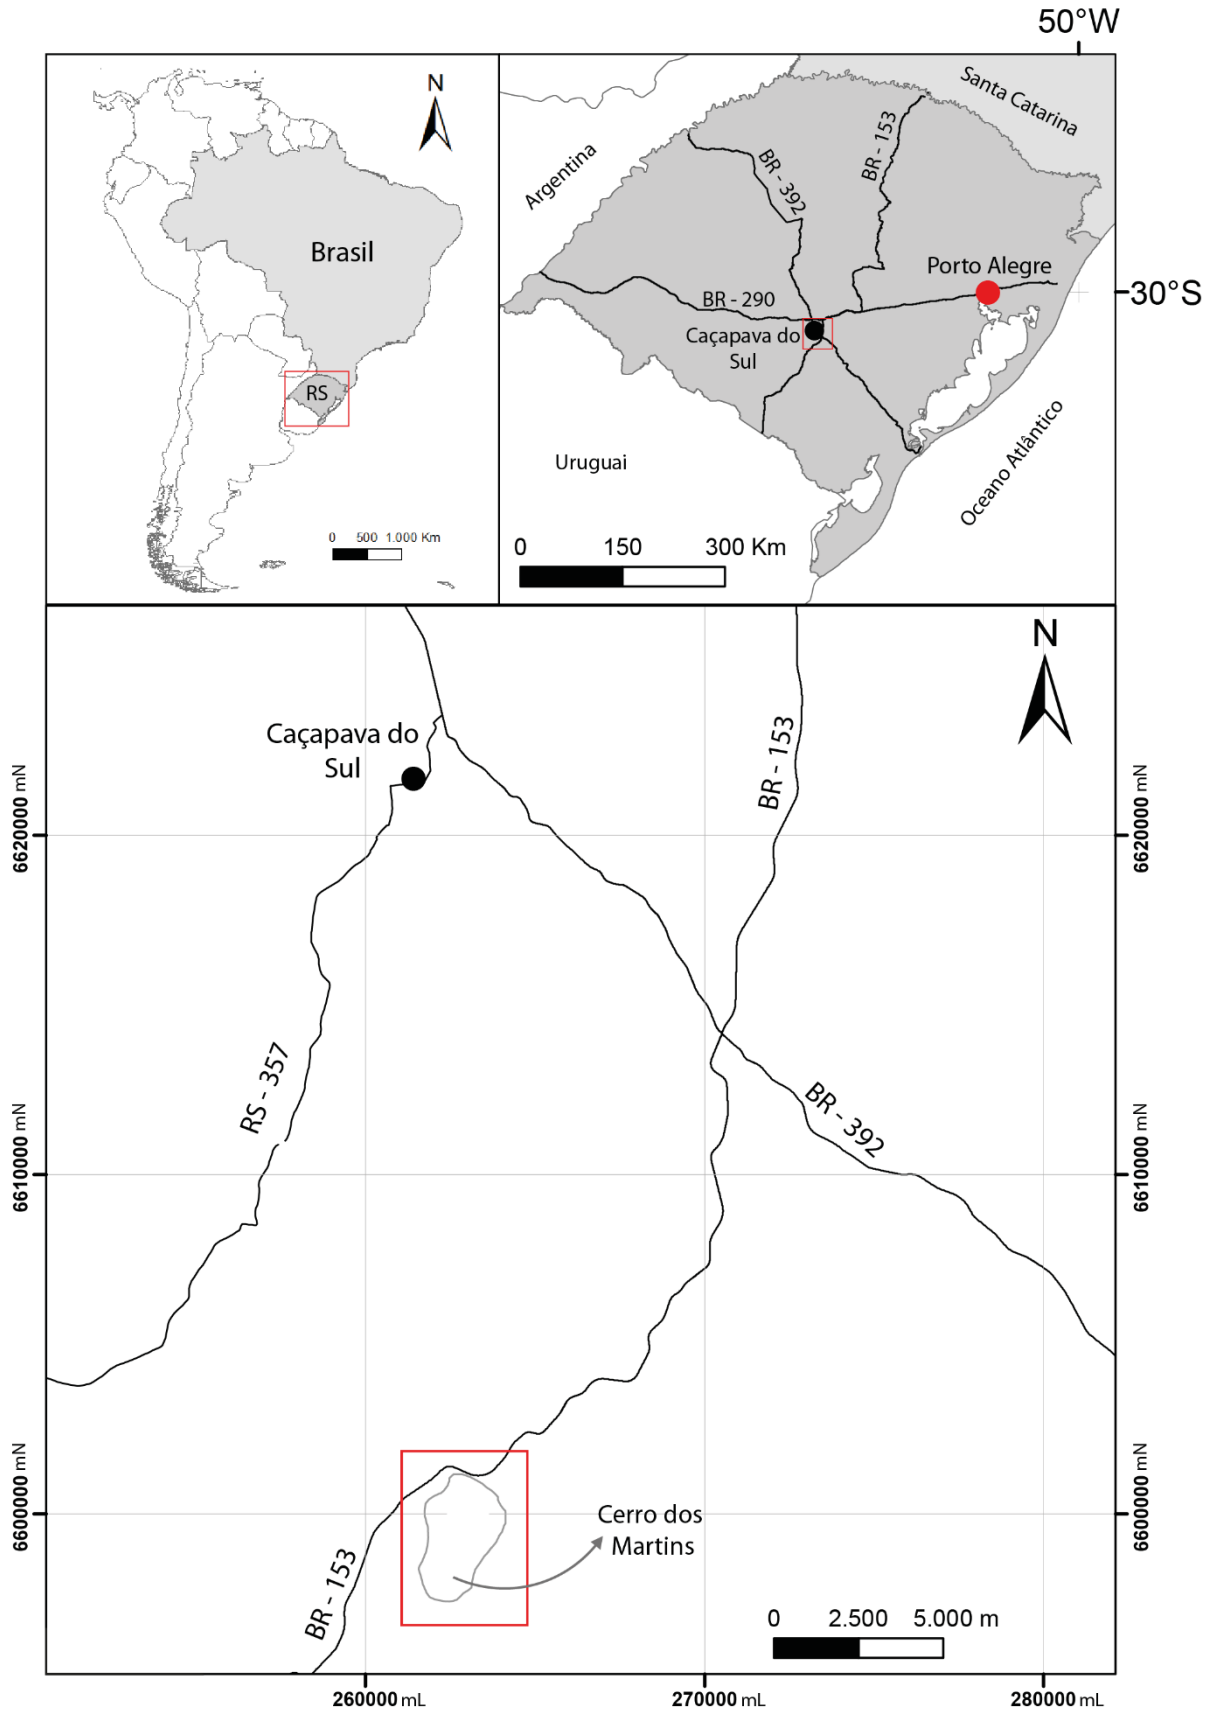 50°W
N
Brasil
RS
0 500 1.000 Km
Santa Catarina
Argentina
BR - 392
BR - 153
Porto Alegre
30°S
BR - 290
Caçapava do
Sul
Uruguai
Oceano Atlântico
0 150 300 Km
N
Caçapava do
Sul
BR - 153
6620000 mN
6620000 mN
RS - 357
BR - 392
6610000 mN
6610000 mN
Cerro dos
Martins
6600000 mN
6600000 mN
BR - 153
0 2.500 5.000 m
260000 mL
270000 mL
280000 mL